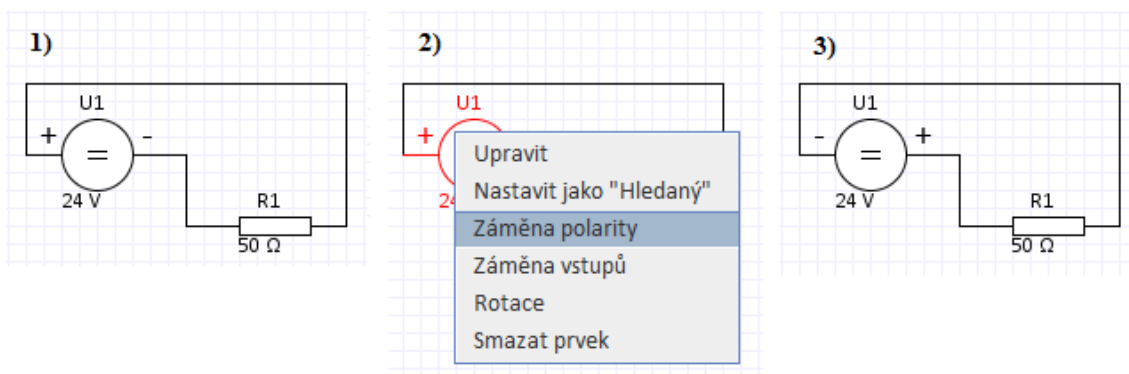 1)
U1
+ -
=
24 V
R1
50 Ω
2)
U1
+
24
Upravit
Nastavit jako "Hledaný"
Záměna polarity
Záměna vstupů
Rotace
Smazat prvek
3)
U1
- +
=
24 V
R1
50 Ω